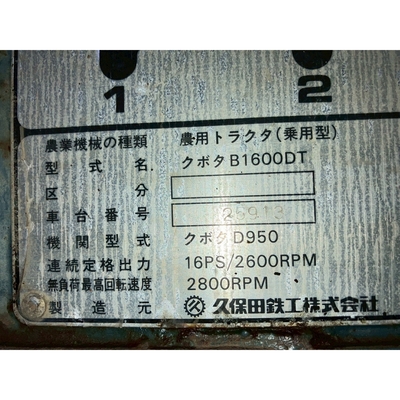 1 2
農業機械の種類 農用トラクタ(乗用型)
型式名 クボタB1600DT
区分
車台番号 26913
機関型式 クボタD950
連続定格出力 16PS/2600RPM
無負荷最高回転速度 2800RPM
製造元 久保田鉄工株式会社